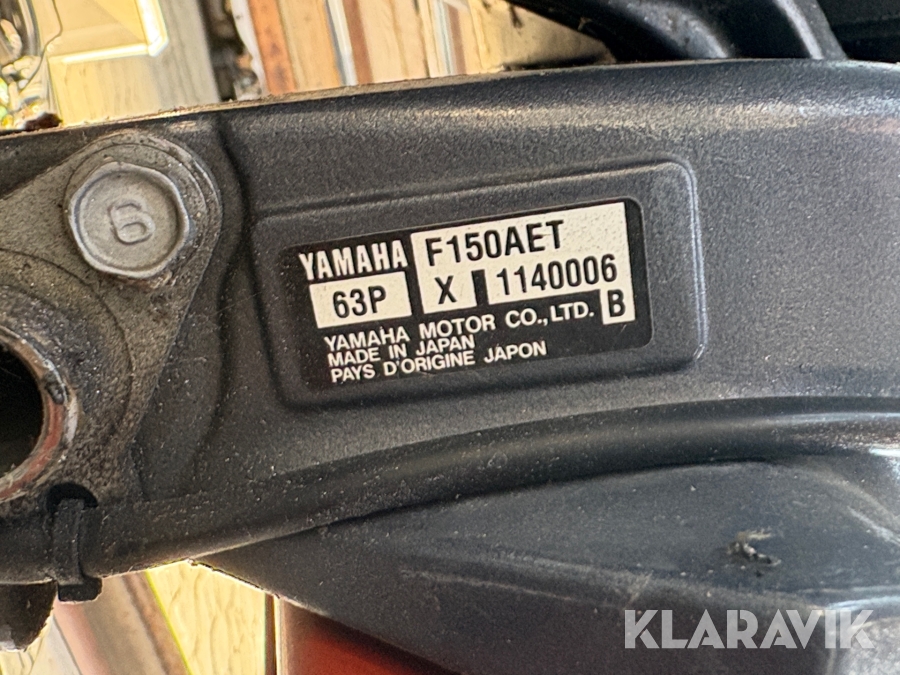 6
YAMAHA F150AET
63P X 1140006
YAMAHA MOTOR CO., LTD. B
MADE IN JAPAN
PAYS D'ORIGINE JAPON
KLARAVIK